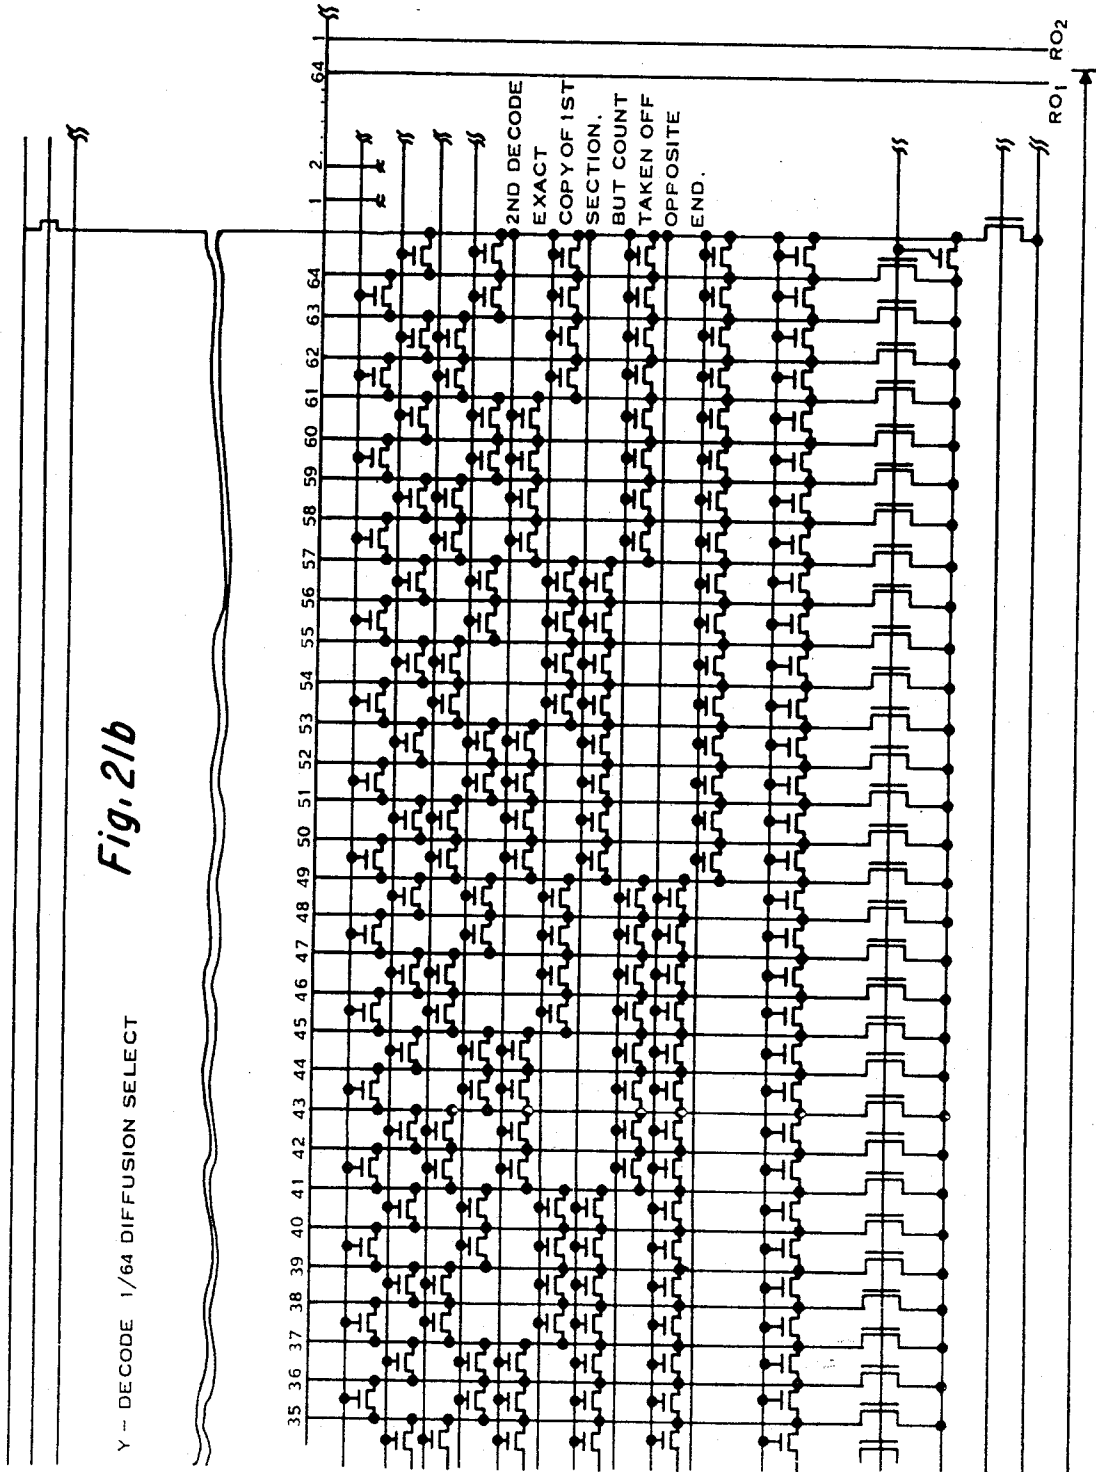 Fig. 21b
Y - DECODE 1/64 DIFFUSION SELECT
35 36 37 38 39 40 41 42 43 44 45 46 47 48 49 50 51 52 53 54 55 56 57 58 59 60 61 62 63 64
1 2 64 1
2ND DECODE
EXACT
COPY OF 1ST
SECTION.
BUT COUNT
TAKEN OFF
OPPOSITE
END.
RO1
RO2